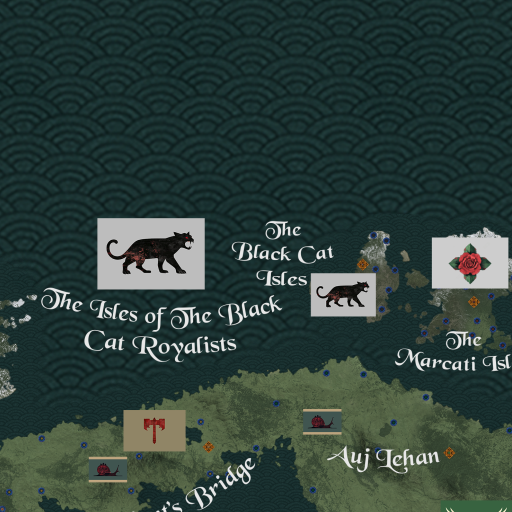 The
Black Cat
Isles
The Isles of The Black
Cat Royalists
The
Marcati Isl
Auj Lehan
Bridge